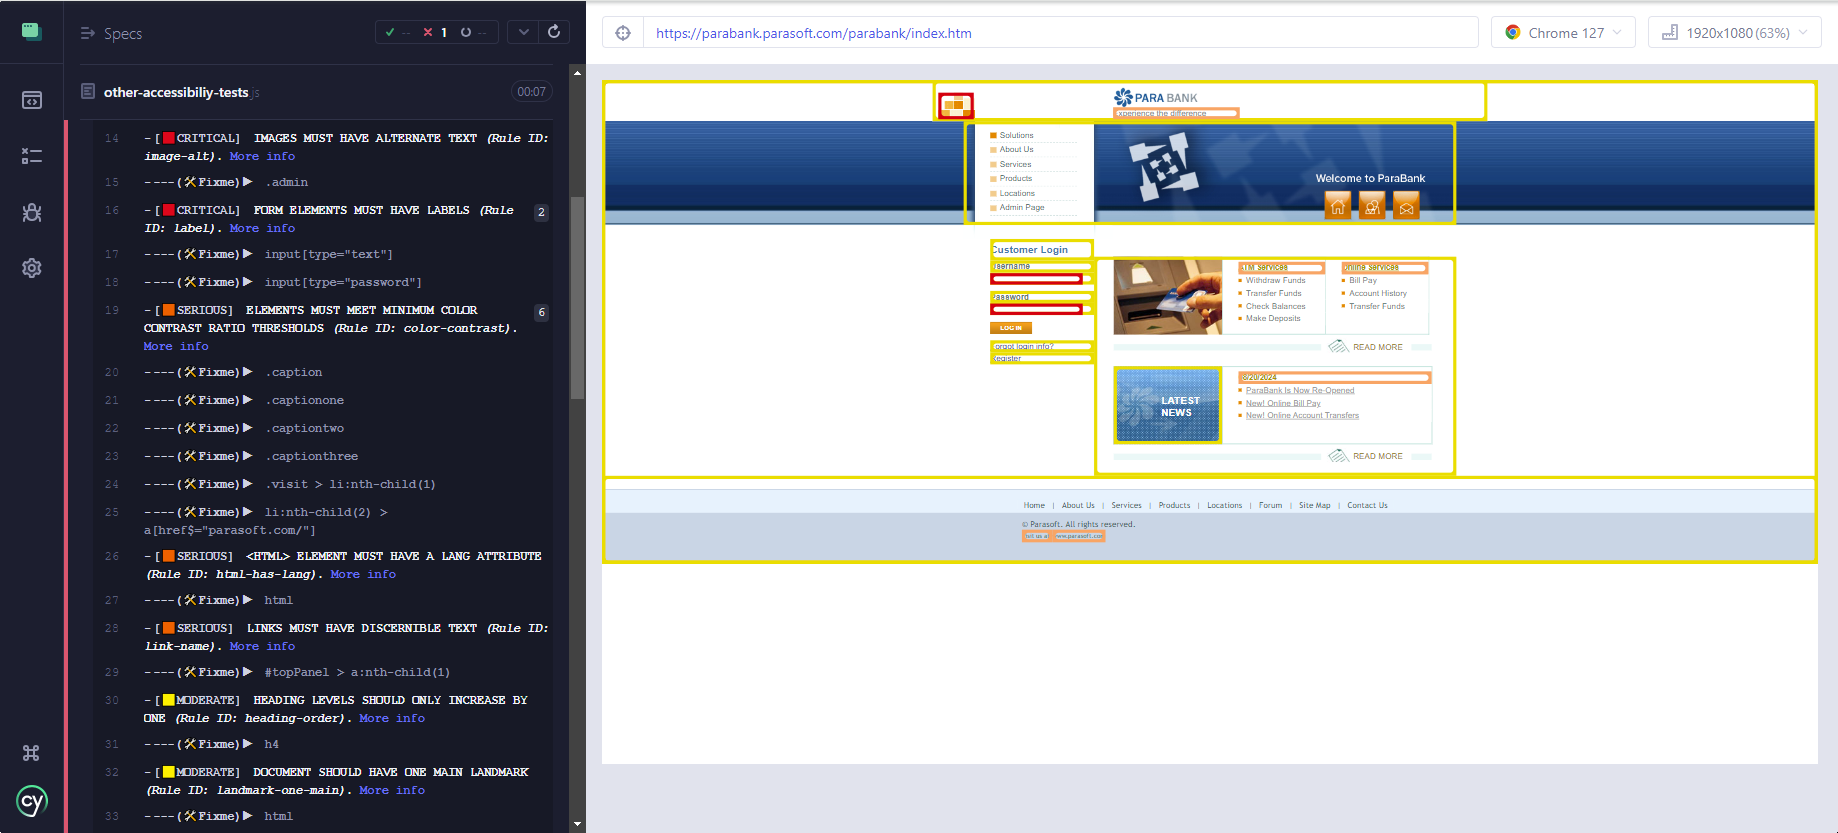 Specs
-- 1 --
other-accessibiliy-tests js
00:07
14 -[ CRITICAL] IMAGES MUST HAVE ALTERNATE TEXT (Rule ID:
image-alt). More info
15 ----(Fixme) .admin
16 -[ CRITICAL] FORM ELEMENTS MUST HAVE LABELS (Rule 2
ID: label). More info
17 ----(Fixme) input[type="text"]
18 ----(Fixme) input[type="password"]
19 -[ SERIOUS] ELEMENTS MUST MEET MINIMUM COLOR 6
CONTRAST RATIO THRESHOLDS (Rule ID: color-contrast).
More info
20 ----(Fixme) .caption
21 ----(Fixme) .captionone
22 ----(Fixme) .captiontwo
23 ----(Fixme) .captionthree
24 ----(Fixme) .visit > li:nth-child(1)
25 ----(Fixme) li:nth-child(2) >
a[href$="parasoft.com/"]
26 -[ SERIOUS] <HTML> ELEMENT MUST HAVE A LANG ATTRIBUTE
(Rule ID: html-has-lang). More info
27 ----(Fixme) html
28 -[ SERIOUS] LINKS MUST HAVE DISCERNIBLE TEXT (Rule ID:
link-name). More info
29 ----(Fixme) #topPanel > a:nth-child(1)
30 -[ MODERATE] HEADING LEVELS SHOULD ONLY INCREASE BY
ONE (Rule ID: heading-order). More info
31 ----(Fixme) h4
32 -[ MODERATE] DOCUMENT SHOULD HAVE ONE MAIN LANDMARK
(Rule ID: landmark-one-main). More info
33 ----(Fixme) html
cy
https://parabank.parasoft.com/parabank/index.htm
Chrome 127
1920x1080 (63%)
PARA BANK
experience the difference
Solutions
About Us
Services
Products
Locations
Admin Page
Welcome to ParaBank
Customer Login
Username
Password
LOG IN
Forgot login info?
Register
ATM Services
Withdraw Funds
Transfer Funds
Check Balances
Make Deposits
Online Services
Bill Pay
Account History
Transfer Funds
READ MORE
LATEST
NEWS
8/20/2024
ParaBank Is Now Re-Opened
New! Online Bill Pay
New! Online Account Transfers
READ MORE
Home | About Us | Services | Products | Locations | Forum | Site Map | Contact Us
© Parasoft. All rights reserved.
Visit us at www.parasoft.com